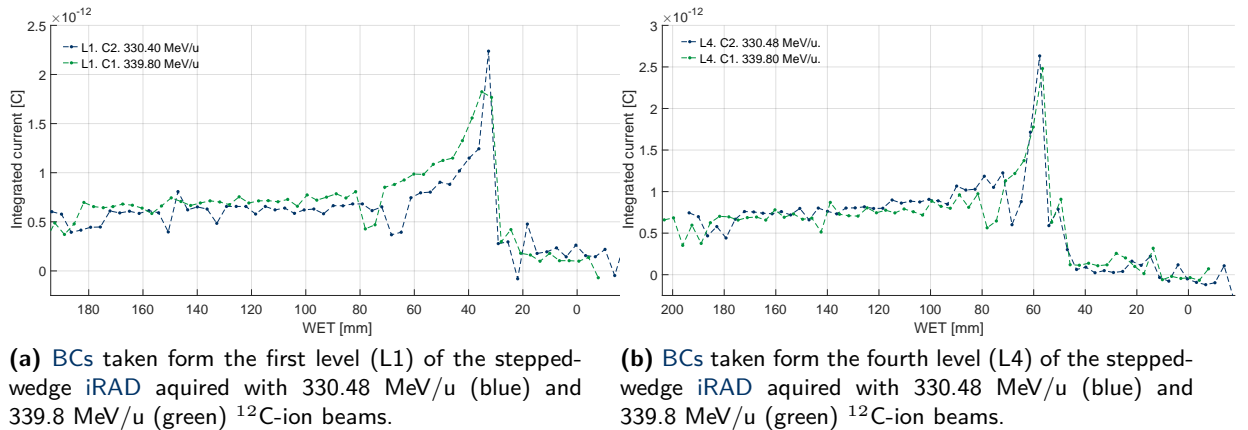 ×10⁻¹²
2.5
2
1.5
1
0.5
0
Integrated current [C]
L1. C2. 330.40 MeV/u
L1. C1. 339.80 MeV/u
180 160 140 120 100 80 60 40 20 0
WET [mm]
(a) BCs taken form the first level (L1) of the stepped-
wedge iRAD aquired with 330.48 MeV/u (blue) and
339.8 MeV/u (green) ¹²C-ion beams.
×10⁻¹²
3
2.5
2
1.5
1
0.5
0
Integrated current [C]
L4. C2. 330.48 MeV/u.
L4. C1. 339.80 MeV/u.
200 180 160 140 120 100 80 60 40 20 0
WET [mm]
(b) BCs taken form the fourth level (L4) of the stepped-
wedge iRAD aquired with 330.48 MeV/u (blue) and
339.8 MeV/u (green) ¹²C-ion beams.